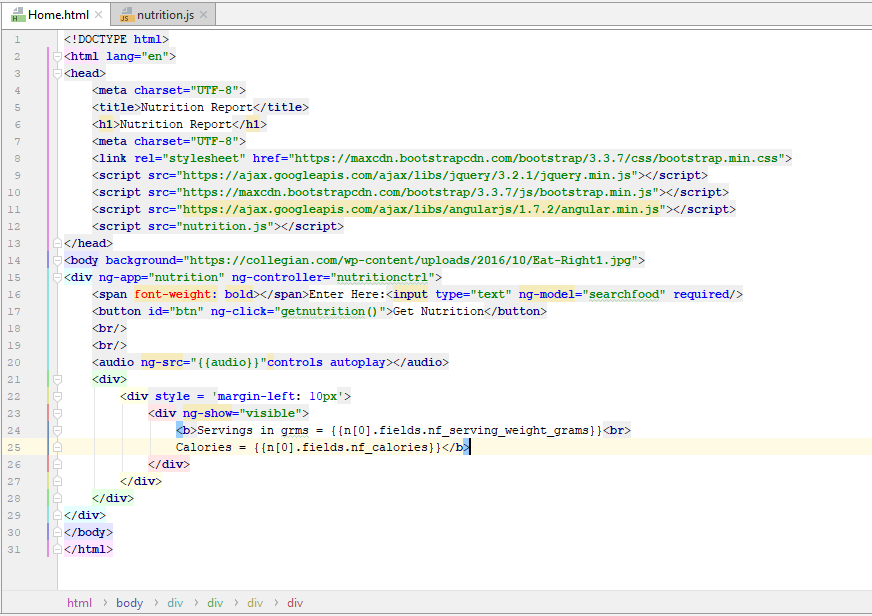 Home.html × nutrition.js ×
1 <!DOCTYPE html>
2 <html lang="en">
3 <head>
4 <meta charset="UTF-8">
5 <title>Nutrition Report</title>
6 <h1>Nutrition Report</h1>
7 <meta charset="UTF-8">
8 <link rel="stylesheet" href="https://maxcdn.bootstrapcdn.com/bootstrap/3.3.7/css/bootstrap.min.css">
9 <script src="https://ajax.googleapis.com/ajax/libs/jquery/3.2.1/jquery.min.js"></script>
10 <script src="https://maxcdn.bootstrapcdn.com/bootstrap/3.3.7/js/bootstrap.min.js"></script>
11 <script src="https://ajax.googleapis.com/ajax/libs/angularjs/1.7.2/angular.min.js"></script>
12 <script src="nutrition.js"></script>
13 </head>
14 <body background="https://collegian.com/wp-content/uploads/2016/10/Eat-Right1.jpg">
15 <div ng-app="nutrition" ng-controller="nutritionctrl">
16 <span font-weight: bold></span>Enter Here:<input type="text" ng-model="searchfood" required/>
17 <button id="btn" ng-click="getnutrition()">Get Nutrition</button>
18 <br/>
19 <br/>
20 <audio ng-src="{{audio}}"controls autoplay></audio>
21 <div>
22 <div style = 'margin-left: 10px'>
23 <div ng-show="visible">
24 <b>Servings in grms = {{n[0].fields.nf_serving_weight_grams}}<br>
25 Calories = {{n[0].fields.nf_calories}}</b>
26 </div>
27 </div>
28 </div>
29 </div>
30 </body>
31 </html>
html › body › div › div › div › div